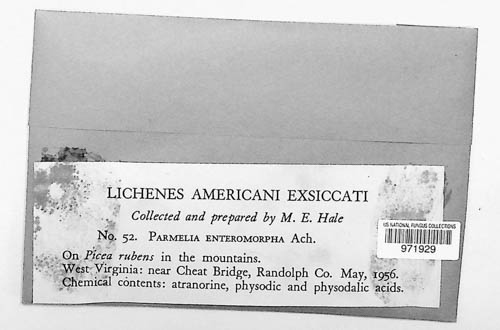 LICHENES AMERICANI EXSICCATI
Collected and prepared by M. E. Hale
No. 52. PARMELIA ENTEROMORPHA Ach.
US NATIONAL FUNGUS COLLECTIONS
971929
On Picea rubens in the mountains.
West Virginia: near Cheat Bridge, Randolph Co. May, 1956.
Chemical contents: atranorine, physodic and physodalic acids.